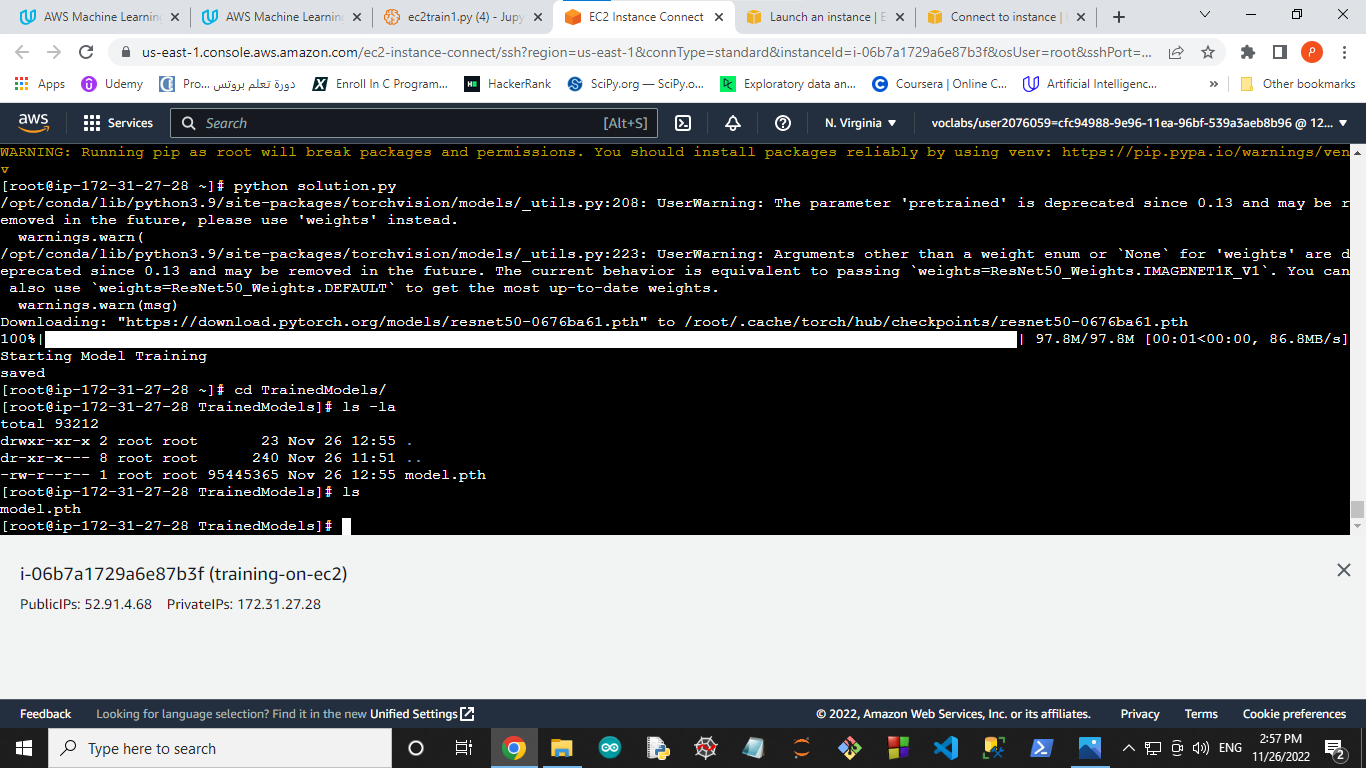 AWS Machine Learning
AWS Machine Learning
ec2train1.py (4) - Jupy
EC2 Instance Connect
Launch an instance | E
Connect to instance |
us-east-1.console.aws.amazon.com/ec2-instance-connect/ssh?region=us-east-1&connType=standard&instanceId=i-06b7a1729a6e87b3f&osUser=root&sshPort=...
P
Apps
Udemy
Pro... دورة تعلم بروتس
Enroll In C Program...
HackerRank
SciPy.org — SciPy.o...
Exploratory data an...
Coursera | Online C...
Artificial Intelligenc...
»
Other bookmarks
aws
Services
Search
[Alt+S]
N. Virginia
voclabs/user2076059=cfc94988-9e96-11ea-96bf-539a3aeb8b96 @ 12...
WARNING: Running pip as root will break packages and permissions. You should install packages reliably by using venv: https://pip.pypa.io/warnings/ven
v
[root@ip-172-31-27-28 ~]# python solution.py
/opt/conda/lib/python3.9/site-packages/torchvision/models/_utils.py:208: UserWarning: The parameter 'pretrained' is deprecated since 0.13 and may be r
emoved in the future, please use 'weights' instead.
warnings.warn(
/opt/conda/lib/python3.9/site-packages/torchvision/models/_utils.py:223: UserWarning: Arguments other than a weight enum or `None` for 'weights' are d
eprecated since 0.13 and may be removed in the future. The current behavior is equivalent to passing `weights=ResNet50_Weights.IMAGENET1K_V1`. You can
also use `weights=ResNet50_Weights.DEFAULT` to get the most up-to-date weights.
warnings.warn(msg)
Downloading: "https://download.pytorch.org/models/resnet50-0676ba61.pth" to /root/.cache/torch/hub/checkpoints/resnet50-0676ba61.pth
100%| | 97.8M/97.8M [00:01<00:00, 86.8MB/s]
Starting Model Training
saved
[root@ip-172-31-27-28 ~]# cd TrainedModels/
[root@ip-172-31-27-28 TrainedModels]# ls -la
total 93212
drwxr-xr-x 2 root root 23 Nov 26 12:55 .
dr-xr-x--- 8 root root 240 Nov 26 11:51 ..
-rw-r--r-- 1 root root 95445365 Nov 26 12:55 model.pth
[root@ip-172-31-27-28 TrainedModels]# ls
model.pth
[root@ip-172-31-27-28 TrainedModels]#
i-06b7a1729a6e87b3f (training-on-ec2)
PublicIPs: 52.91.4.68 PrivateIPs: 172.31.27.28
Feedback
Looking for language selection? Find it in the new Unified Settings
© 2022, Amazon Web Services, Inc. or its affiliates.
Privacy
Terms
Cookie preferences
Type here to search
ENG
2:57 PM
11/26/2022
2